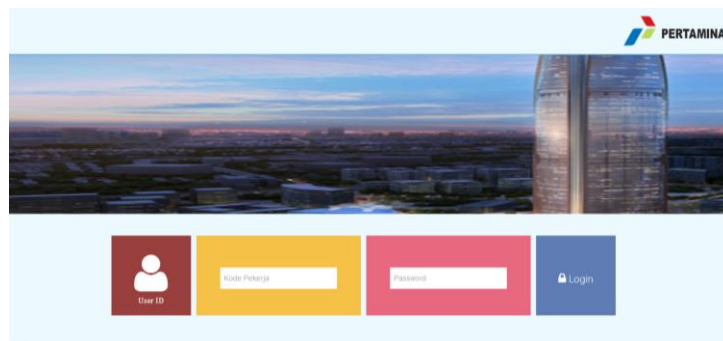 PERTAMINA
User ID
Kode Pekerja
Password
Login